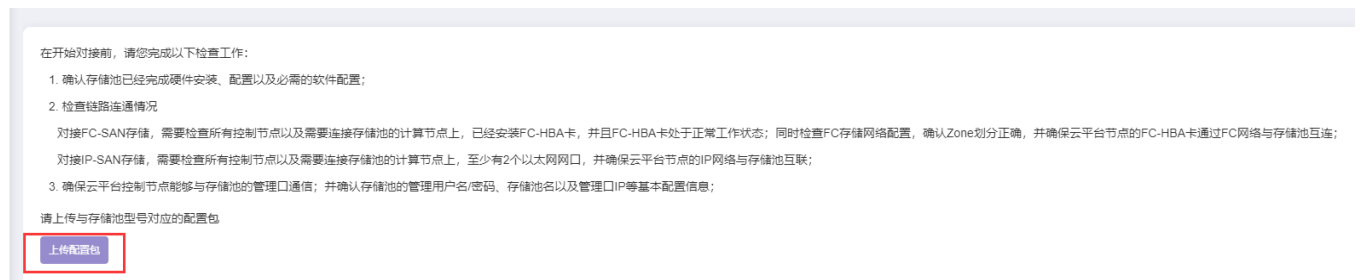 在开始对接前，请您完成以下检查工作：
1. 确认存储池已经完成硬件安装、配置以及必需的软件配置；
2. 检查链路连通情况
对接FC-SAN存储，需要检查所有控制节点以及需要连接存储池的计算节点上，已经安装FC-HBA卡，并且FC-HBA卡处于正常工作状态；同时检查FC存储网络配置，确认Zone划分正确，并确保云平台节点的FC-HBA卡通过FC网络与存储池互连；
对接IP-SAN存储，需要检查所有控制节点以及需要连接存储池的计算节点上，至少有2个以太网网口，并确保云平台节点的IP网络与存储池互联；
3. 确保云平台控制节点能够与存储池的管理口通信；并确认存储池的管理用户名/密码、存储池名以及管理口IP等基本配置信息；
请上传与存储池型号对应的配置包
上传配置包